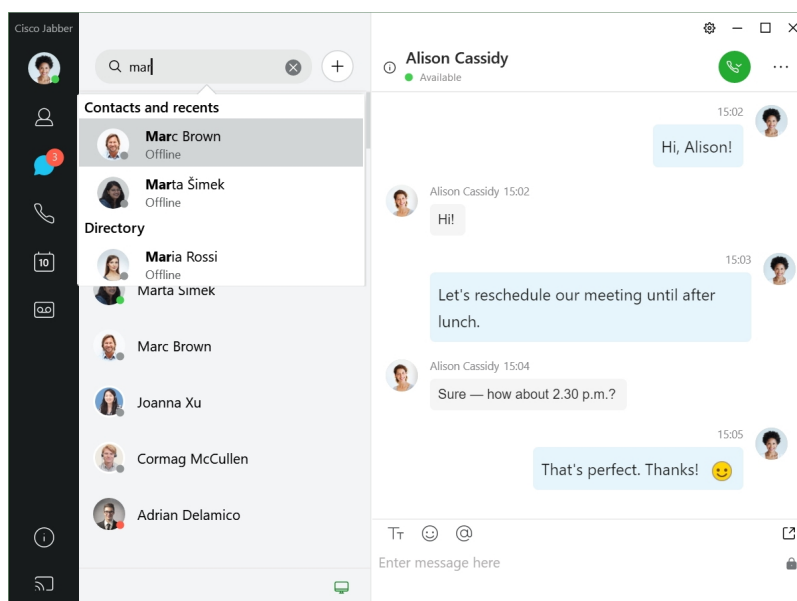 Cisco Jabber
mar
Contacts and recents
Marc Brown
Offline
Marta Šimek
Offline
Directory
Maria Rossi
Offline
Marta Simek
Marc Brown
Joanna Xu
Cormag McCullen
Adrian Delamico
3
10
Alison Cassidy
Available
15:02
Hi, Alison!
Alison Cassidy 15:02
Hi!
15:03
Let's reschedule our meeting until after
lunch.
Alison Cassidy 15:04
Sure — how about 2.30 p.m.?
15:05
That's perfect. Thanks!
Enter message here